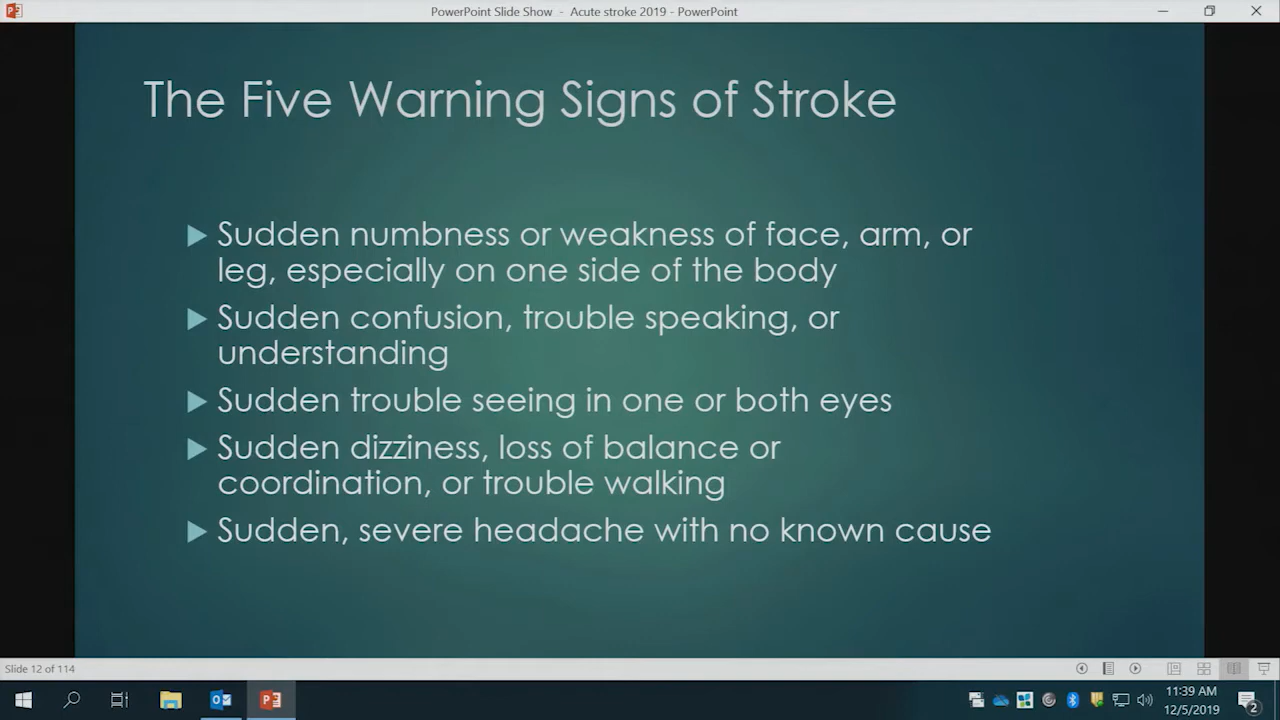 PowerPoint Slide Show - Acute stroke 2019 - PowerPoint
The Five Warning Signs of Stroke
Sudden numbness or weakness of face, arm, or
leg, especially on one side of the body
Sudden confusion, trouble speaking, or
understanding
Sudden trouble seeing in one or both eyes
Sudden dizziness, loss of balance or
coordination, or trouble walking
Sudden, severe headache with no known cause
Slide 12 of 114
11:39 AM
12/5/2019
2